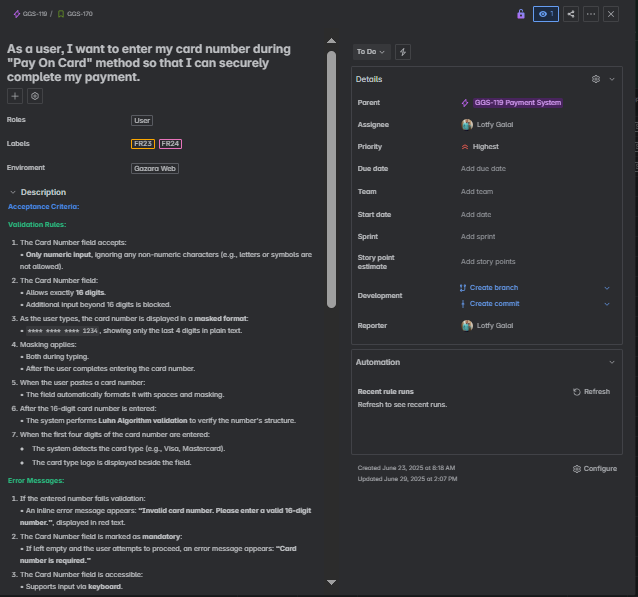 GGS-119 / GGS-170
1
As a user, I want to enter my card number during
"Pay On Card" method so that I can securely
complete my payment.
Roles
User
Labels
FR23 FR24
Enviroment
Gazara Web
Description
Acceptance Criteria:
Validation Rules:
1. The Card Number field accepts:
• Only numeric input, ignoring any non-numeric characters (e.g., letters or symbols are
not allowed).
2. The Card Number field:
• Allows exactly 16 digits.
• Additional input beyond 16 digits is blocked.
3. As the user types, the card number is displayed in a masked format:
• **** **** **** 1234, showing only the last 4 digits in plain text.
4. Masking applies:
• Both during typing.
• After the user completes entering the card number.
5. When the user pastes a card number:
• The field automatically formats it with spaces and masking.
6. After the 16-digit card number is entered:
• The system performs Luhn Algorithm validation to verify the number's structure.
7. When the first four digits of the card number are entered:
• The system detects the card type (e.g., Visa, Mastercard).
• The card type logo is displayed beside the field.
Error Messages:
1. If the entered number fails validation:
• An inline error message appears: "Invalid card number. Please enter a valid 16-digit
number.", displayed in red text.
2. The Card Number field is marked as mandatory:
• If left empty and the user attempts to proceed, an error message appears: "Card
number is required."
3. The Card Number field is accessible:
• Supports input via keyboard.
To Do
Details
Parent
GGS-119 Payment System
Assignee
Lotfy Galal
Priority
Highest
Due date
Add due date
Team
Add team
Start date
Add date
Sprint
Add sprint
Story point
estimate
Add story points
Development
Create branch
Create commit
Reporter
Lotfy Galal
Automation
Recent rule runs
Refresh
Refresh to see recent runs.
Created June 23, 2025 at 8:18 AM
Updated June 29, 2025 at 2:07 PM
Configure